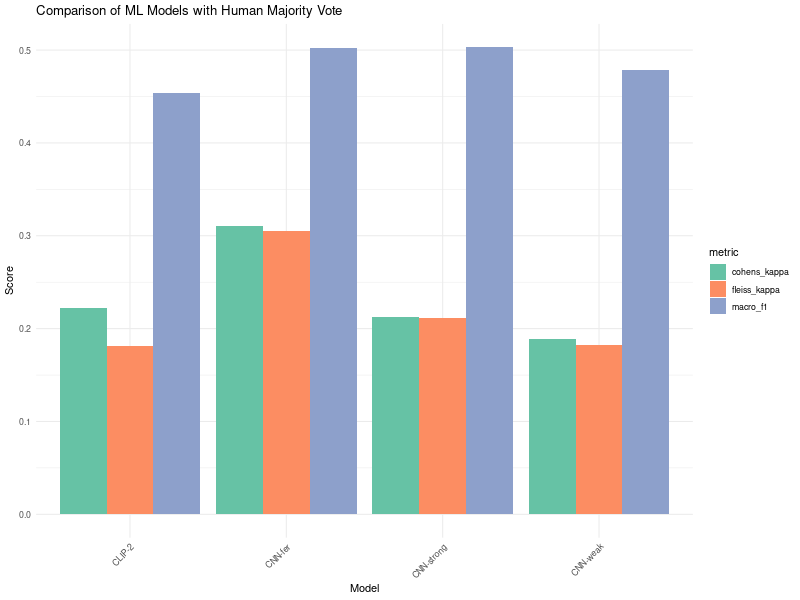 Comparison of ML Models with Human Majority Vote
0.5
0.4
0.3
0.2
0.1
0.0
Score
CLIP-2
CNN-fer
CNN-strong
CNN-weak
Model
metric
cohens_kappa
fleiss_kappa
macro_f1